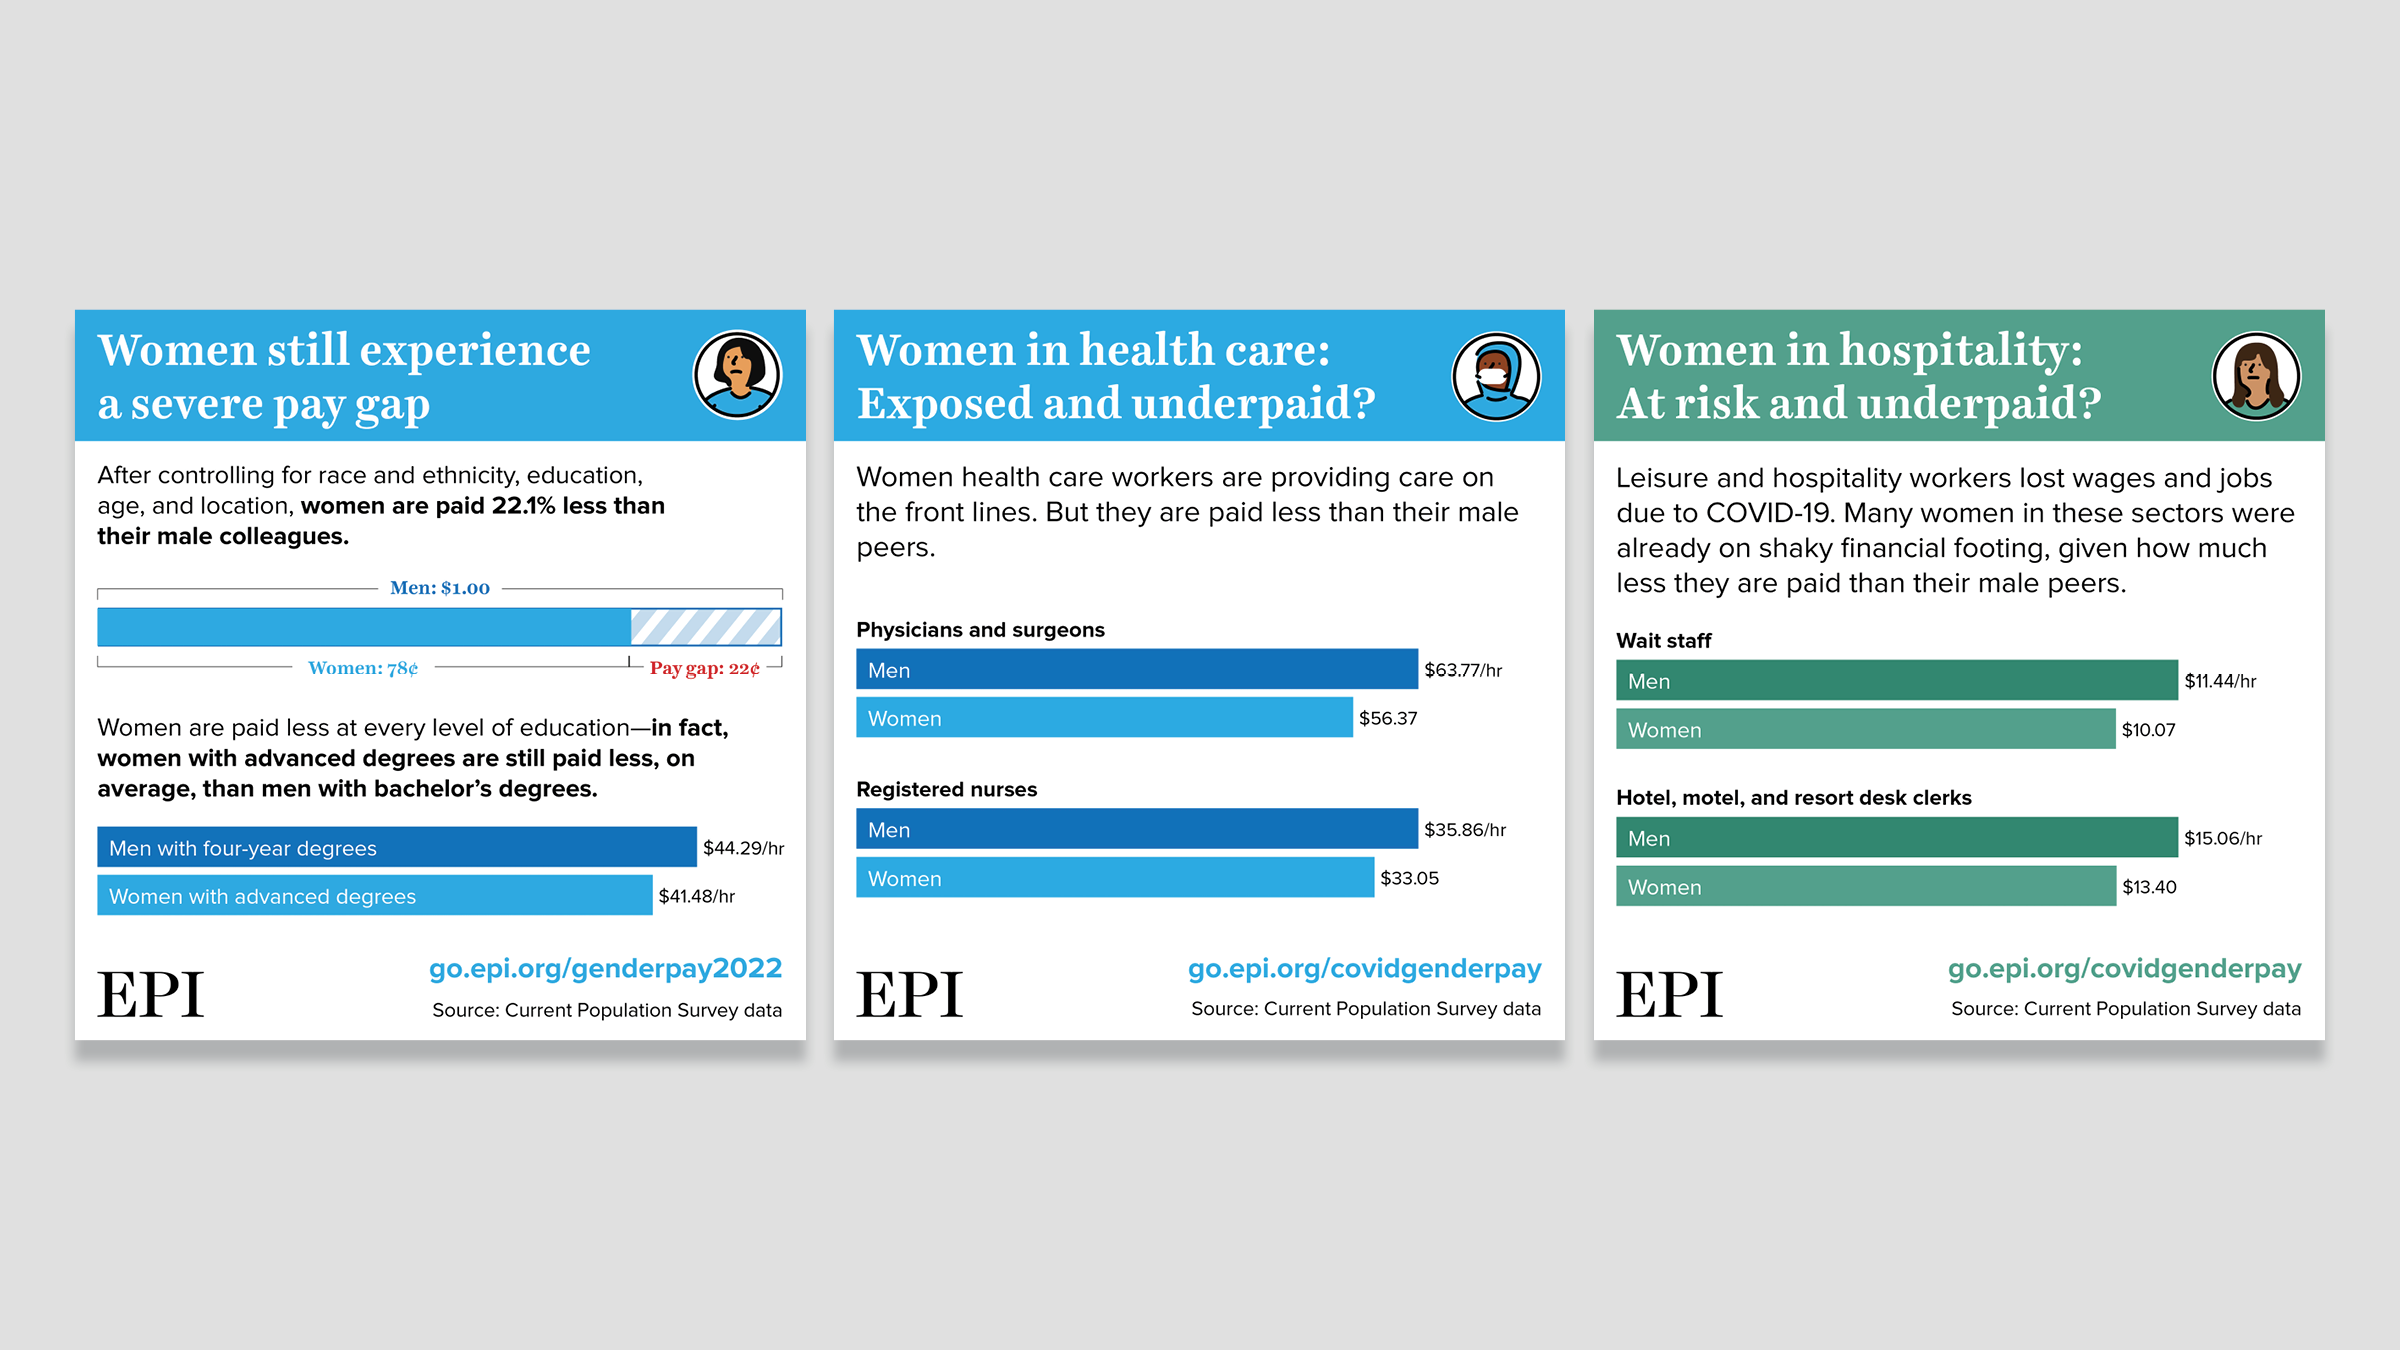 Women still experience
a severe pay gap
After controlling for race and ethnicity, education,
age, and location, women are paid 22.1% less than
their male colleagues.
Men: $1.00
Women: 78¢
Pay gap: 22¢
Women are paid less at every level of education—in fact,
women with advanced degrees are still paid less, on
average, than men with bachelor’s degrees.
Men with four-year degrees $44.29/hr
Women with advanced degrees $41.48/hr
EPI
go.epi.org/genderpay2022
Source: Current Population Survey data
Women in health care:
Exposed and underpaid?
Women health care workers are providing care on
the front lines. But they are paid less than their male
peers.
Physicians and surgeons
Men $63.77/hr
Women $56.37
Registered nurses
Men $35.86/hr
Women $33.05
EPI
go.epi.org/covidgenderpay
Source: Current Population Survey data
Women in hospitality:
At risk and underpaid?
Leisure and hospitality workers lost wages and jobs
due to COVID-19. Many women in these sectors were
already on shaky financial footing, given how much
less they are paid than their male peers.
Wait staff
Men $11.44/hr
Women $10.07
Hotel, motel, and resort desk clerks
Men $15.06/hr
Women $13.40
EPI
go.epi.org/covidgenderpay
Source: Current Population Survey data